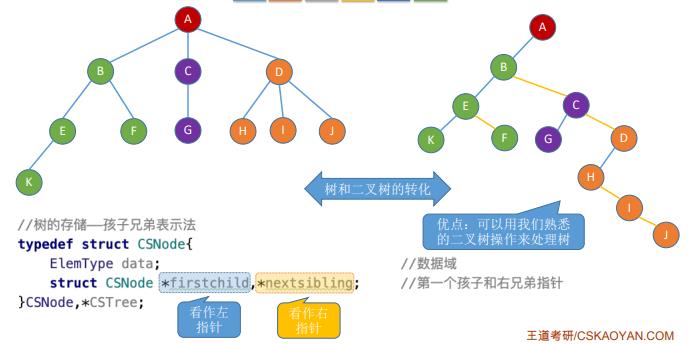 A
B
C
D
E
F
G
H
I
J
K
A
B
E
C
K
F
G
D
H
I
J
树和二叉树的转化
优点：可以用我们熟悉
的二叉树操作来处理树
//树的存储——孩子兄弟表示法
typedef struct CSNode{
ElemType data; //数据域
struct CSNode *firstchild,*nextsibling; //第一个孩子和右兄弟指针
}CSNode,*CSTree;
看作左
指针
看作右
指针
王道考研/CSKAOYAN.COM